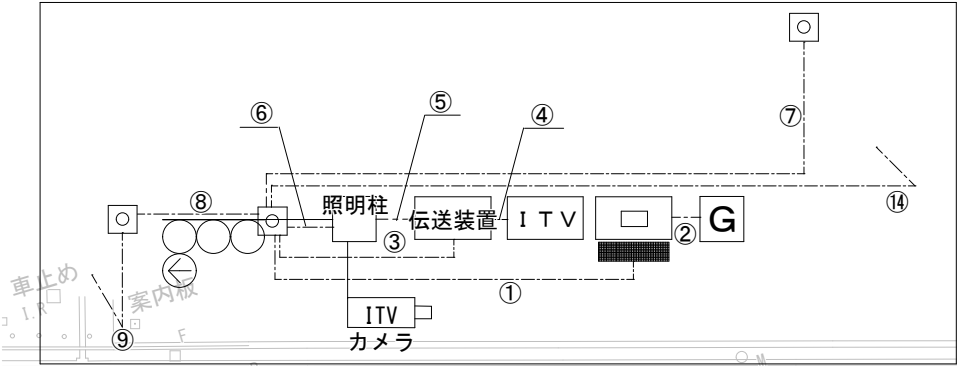 ⑤
④
⑥
⑦
⑧
照明柱
伝送装置
ＩＴＶ
G
⑭
③
②
車止め
I.R
案内板
①
ITV
カメラ
⑨
F
M